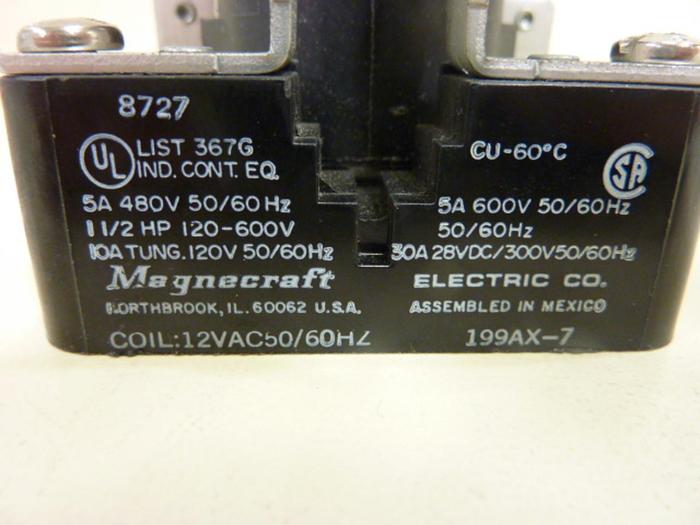 8727
UL LIST 367G
IND. CONT. EQ.
CU-60°C
SA
5A 480V 50/60Hz
5A 600V 50/60Hz
1 1/2 HP 120-600V
50/60Hz
10A TUNG. 120V 50/60Hz
30A 28VDC/300V50/60Hz
Magnecraft ELECTRIC CO.
NORTHBROOK, IL. 60062 U.S.A.
ASSEMBLED IN MEXICO
COIL:12VAC50/60HZ
199AX-7